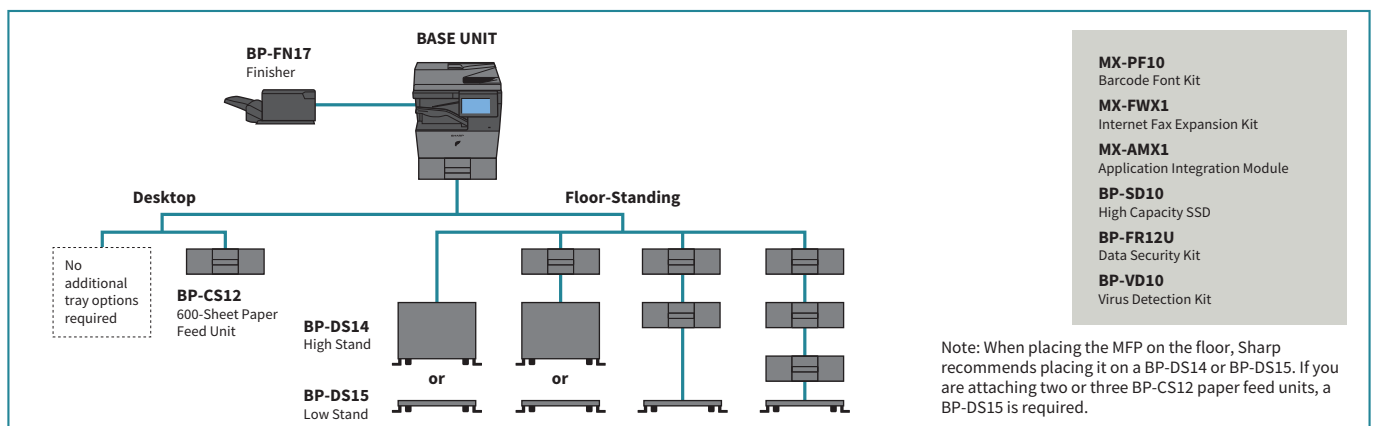 BASE UNIT
BP-FN17
Finisher
Desktop
Floor-Standing
No
additional
tray options
required
BP-CS12
600-Sheet Paper
Feed Unit
BP-DS14
High Stand
or
or
BP-DS15
Low Stand
MX-PF10
Barcode Font Kit
MX-FWX1
Internet Fax Expansion Kit
MX-AMX1
Application Integration Module
BP-SD10
High Capacity SSD
BP-FR12U
Data Security Kit
BP-VD10
Virus Detection Kit
Note: When placing the MFP on the floor, Sharp
recommends placing it on a BP-DS14 or BP-DS15. If you
are attaching two or three BP-CS12 paper feed units, a
BP-DS15 is required.